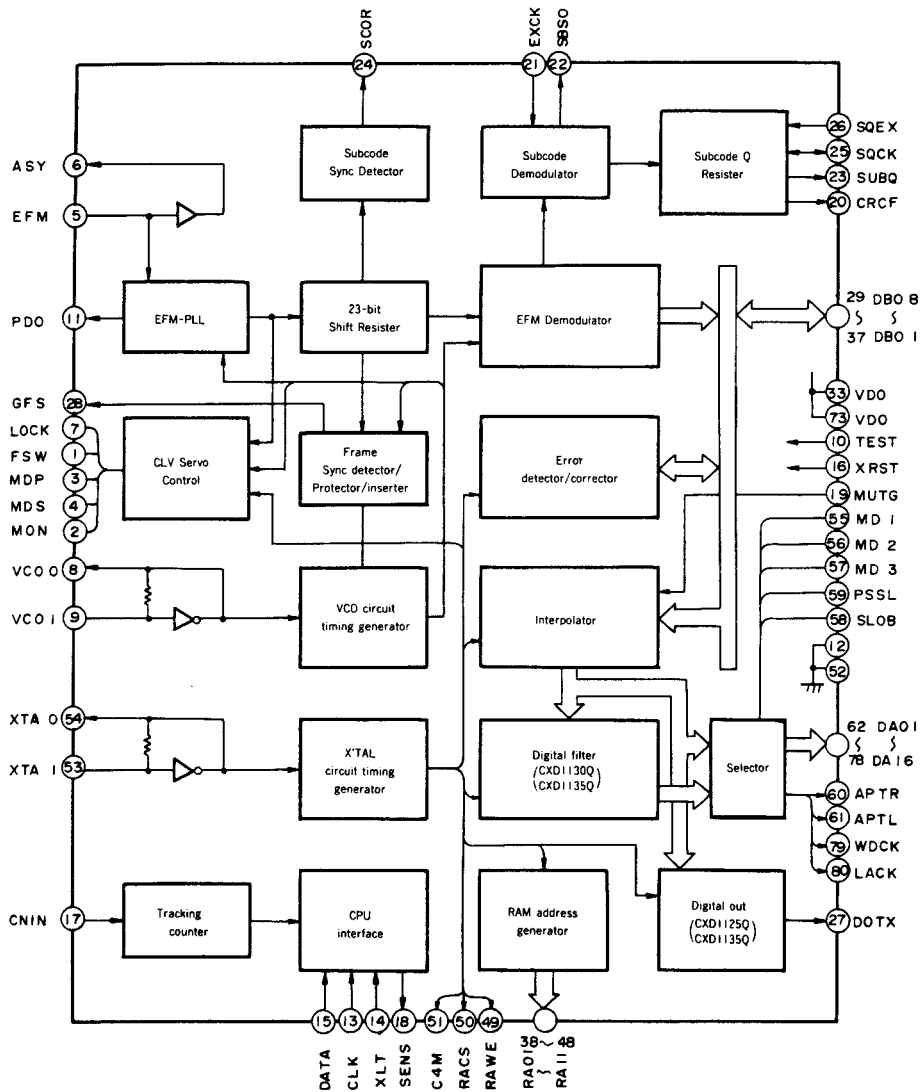 SCOR
EXCK
SBSO
24
21
22
ASY
6
EFM
5
Subcode
Sync Detector
Subcode
Demodulator
Subcode Q
Register
26 SQEX
25 SQCK
23 SUBQ
20 CRCF
PDO
11
EFM-PLL
23-bit
Shift Register
EFM Demodulator
29 DB08
~
37 DB01
GFS
28
LOCK
7
FSW
1
MDP
3
MDS
4
MON
2
CLV Servo
Control
Frame
Sync detector/
Protector/inserter
Error
detector/corrector
33 VDO
73 VDO
10 TEST
16 XRST
19 MUTG
55 MD 1
56 MD 2
57 MD 3
59 PSSL
58 SLOB
12
52
VCO O
8
VCO I
9
VCO circuit
timing generator
Interpolator
XTA O
54
XTA I
53
X'TAL
circuit timing
generator
Digital filter
(CXD1130Q)
(CXD1135Q)
Selector
62 DA01
~ ~
78 DA16
60 APTR
61 APTL
79 WDCK
80 LACK
CNIN
17
Tracking
counter
CPU
interface
RAM address
generator
Digital out
(CXD1125Q)
(CXD1135Q)
27 DOTX
15
13
14
18
51
50
49
38~48
DATA
CLK
XLT
SENS
C4M
RACS
RAWE
RA01
~
RA11